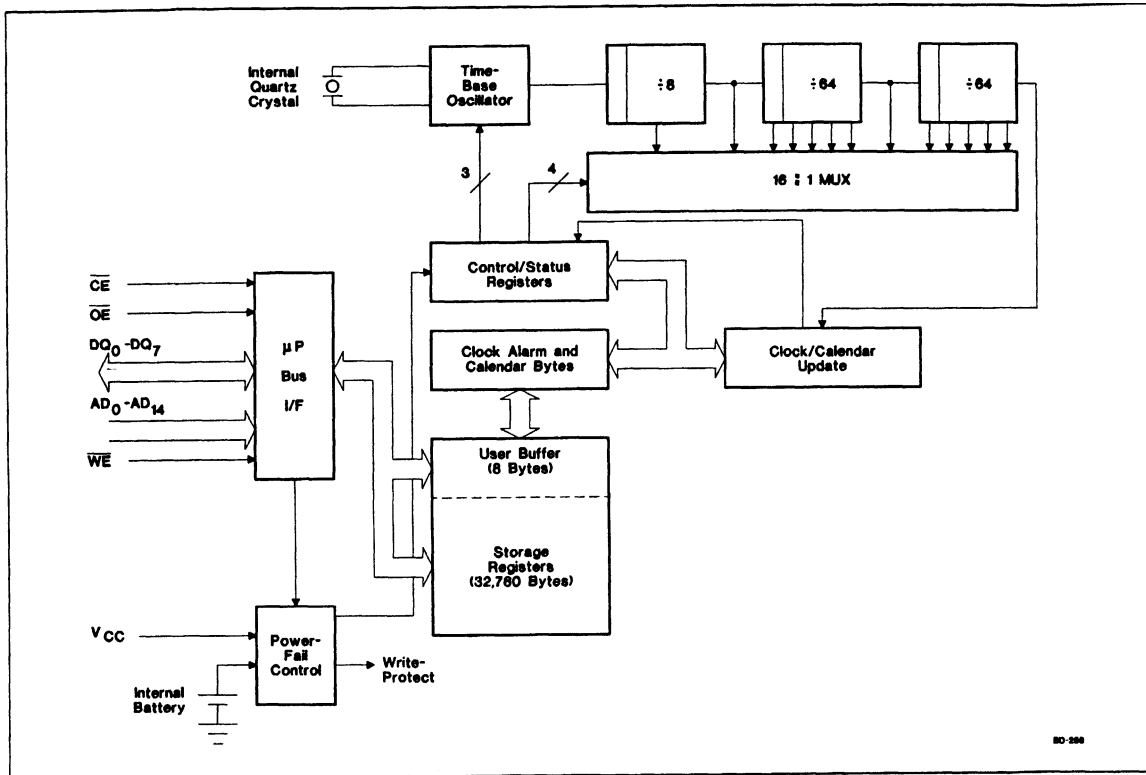 Internal
Quartz
Crystal
Time-
Base
Oscillator
÷8
÷64
÷64
3
4
16 : 1 MUX
Control/Status
Registers
CE
OE
DQ0-DQ7
AD0-AD14
WE
µP
Bus
I/F
Clock Alarm and
Calendar Bytes
Clock/Calendar
Update
User Buffer
(8 Bytes)
Storage
Registers
(32,760 Bytes)
VCC
Power-
Fail
Control
Write-
Protect
Internal
Battery